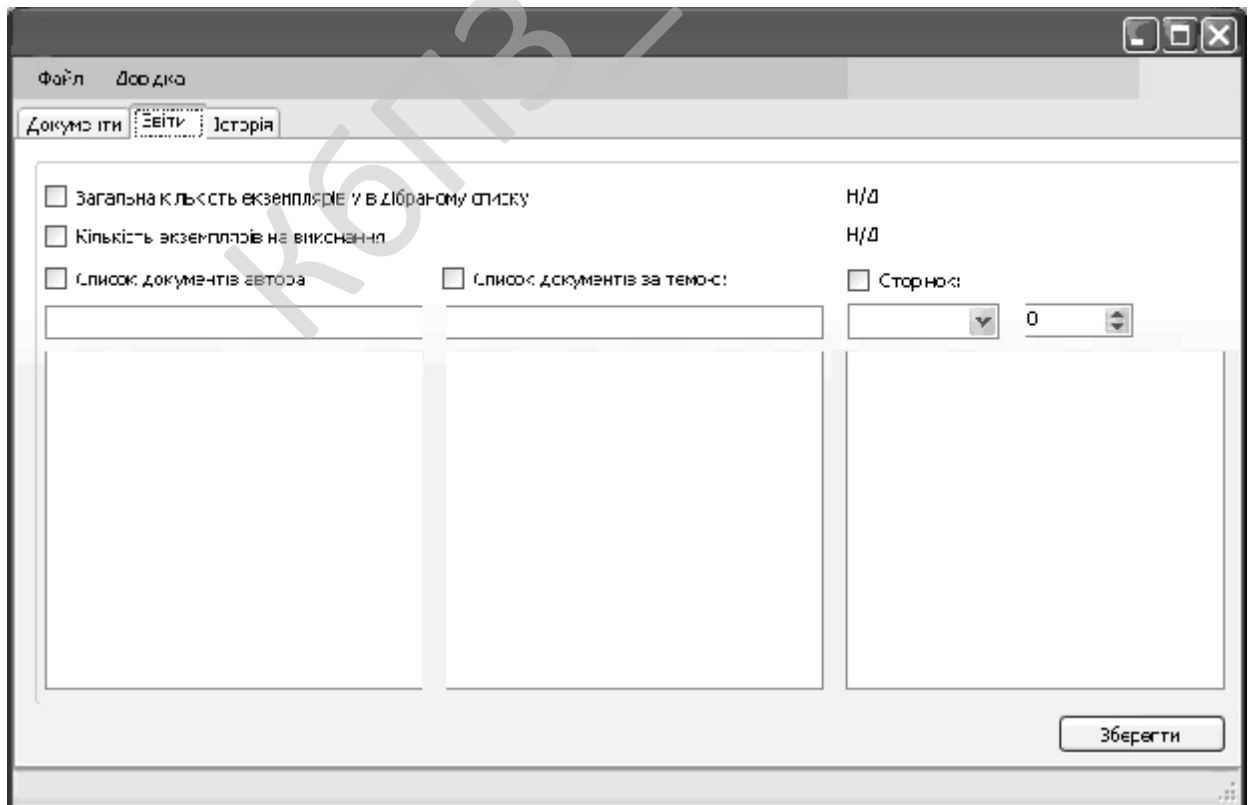 КбПЗ_
Файл Довідка
Документи Звіти Історія
Загальна кількість екземплярів у відібраному списку Н/Д
Кількість екземплярів на виконання Н/Д
Список документів автора Список документів за темою: Сторінок:
0
Зберегти